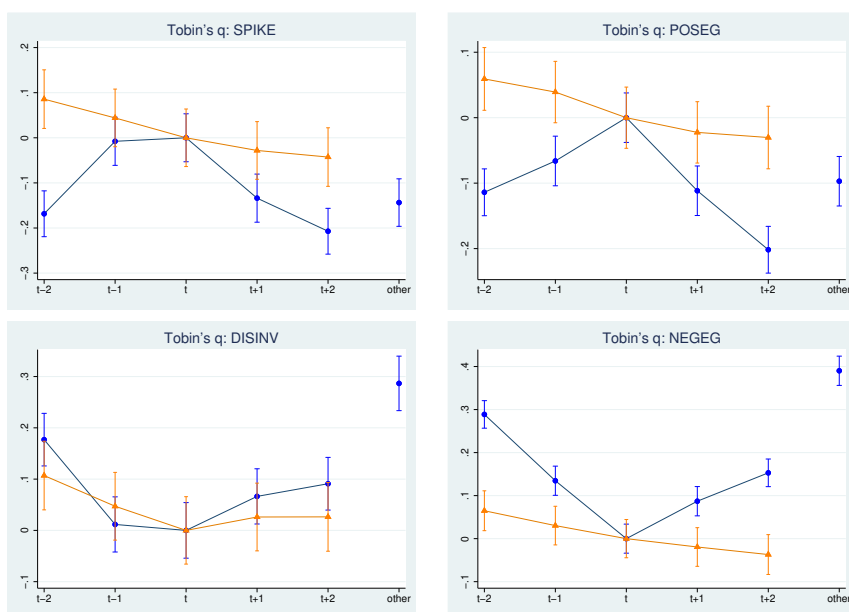 Tobin's q: SPIKE
.2
.1
0
-.1
-.2
-.3
t-2 t-1 t t+1 t+2 other
Tobin's q: POSEG
.1
0
-.1
-.2
t-2 t-1 t t+1 t+2 other
Tobin's q: DISINV
.3
.2
.1
0
-.1
t-2 t-1 t t+1 t+2 other
Tobin's q: NEGEG
.4
.3
.2
.1
0
-.1
t-2 t-1 t t+1 t+2 other